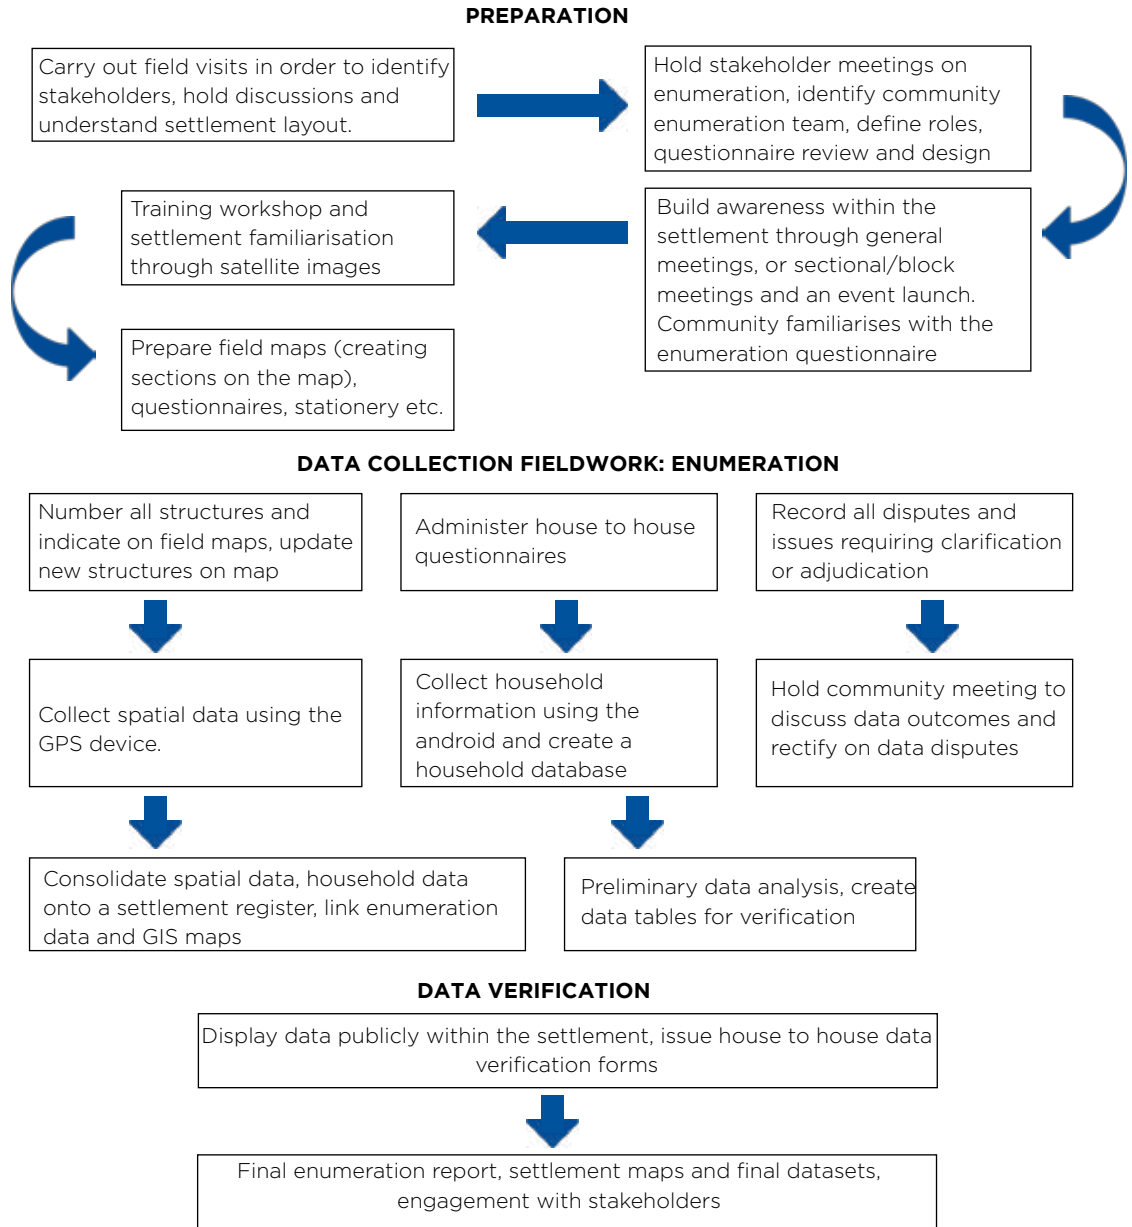 PREPARATION
Carry out field visits in order to identify
stakeholders, hold discussions and
understand settlement layout.
Hold stakeholder meetings on
enumeration, identify community
enumeration team, define roles,
questionnaire review and design
Build awareness within the
settlement through general
meetings, or sectional/block
meetings and an event launch.
Community familiarises with the
enumeration questionnaire
Training workshop and
settlement familiarisation
through satellite images
Prepare field maps (creating
sections on the map),
questionnaires, stationery etc.
DATA COLLECTION FIELDWORK: ENUMERATION
Number all structures and
indicate on field maps, update
new structures on map
Administer house to house
questionnaires
Record all disputes and
issues requiring clarification
or adjudication
Collect spatial data using the
GPS device.
Collect household
information using the
android and create a
household database
Hold community meeting to
discuss data outcomes and
rectify on data disputes
Consolidate spatial data, household data
onto a settlement register, link enumeration
data and GIS maps
Preliminary data analysis, create
data tables for verification
DATA VERIFICATION
Display data publicly within the settlement, issue house to house data
verification forms
Final enumeration report, settlement maps and final datasets,
engagement with stakeholders